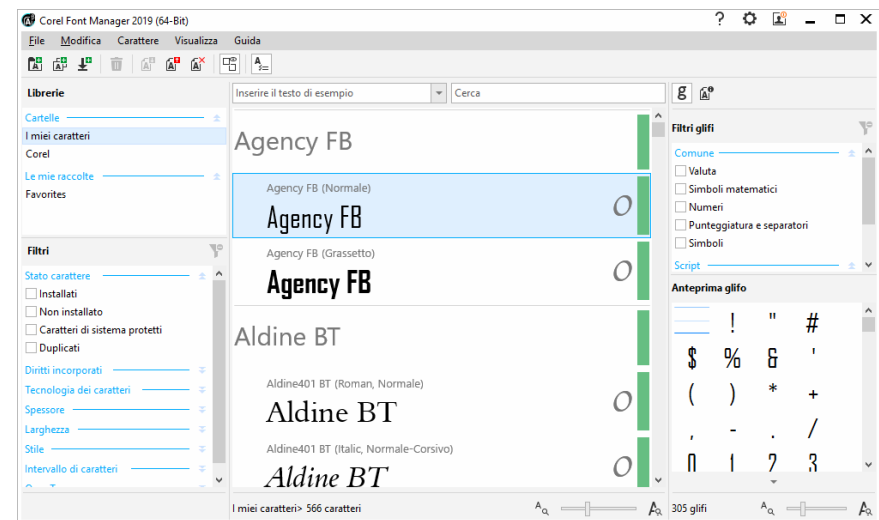 Corel Font Manager 2019 (64-Bit)
File Modifica Carattere Visualizza Guida
Librerie
Cartelle
I miei caratteri
Corel
Le mie raccolte
Favorites
Filtri
Stato carattere
Installati
Non installato
Caratteri di sistema protetti
Duplicati
Diritti incorporati
Tecnologia dei caratteri
Spessore
Larghezza
Stile
Intervallo di caratteri
Inserire il testo di esempio
Cerca
Agency FB
Agency FB (Normale)
Agency FB
O
Agency FB (Grassetto)
Agency FB
O
Aldine BT
Aldine401 BT (Roman, Normale)
Aldine BT
O
Aldine401 BT (Italic, Normale-Corsivo)
Aldine BT
O
I miei caratteri> 566 caratteri
g
Filtri glifi
Comune
Valuta
Simboli matematici
Numeri
Punteggiatura e separatori
Simboli
Script
Anteprima glifo
! " #
$ % & '
( ) * +
, - . /
0 1 2 3
305 glifi